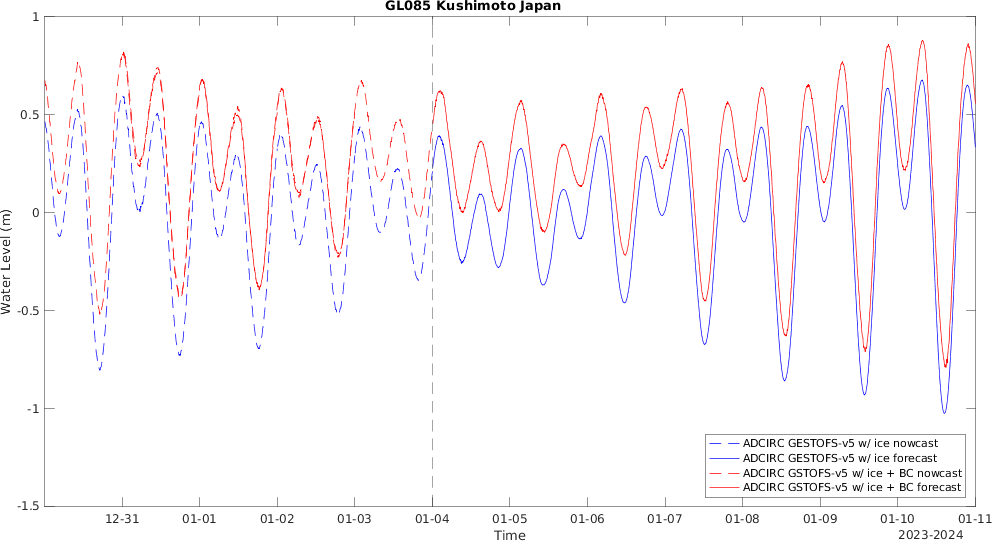 GL085 Kushimoto Japan
1
0.5
0
-0.5
-1
-1.5
Water Level (m)
12-31
01-01
01-02
01-03
01-04
01-05
01-06
01-07
01-08
01-09
01-10
01-11
Time
2023-2024
ADCIRC GESTOFS-v5 w/ ice nowcast
ADCIRC GESTOFS-v5 w/ ice forecast
ADCIRC GSTOFS-v5 w/ ice + BC nowcast
ADCIRC GSTOFS-v5 w/ ice + BC forecast